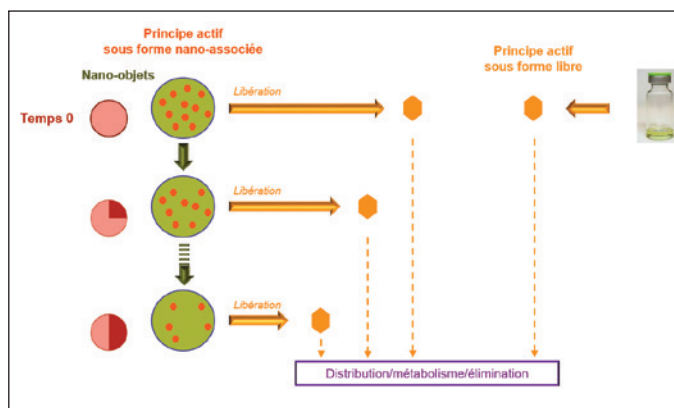 Principe actif
sous forme nano-associée
Principe actif
sous forme libre
Nano-objets
Libération
Temps 0
Libération
Libération
Distribution/métabolisme/élimination